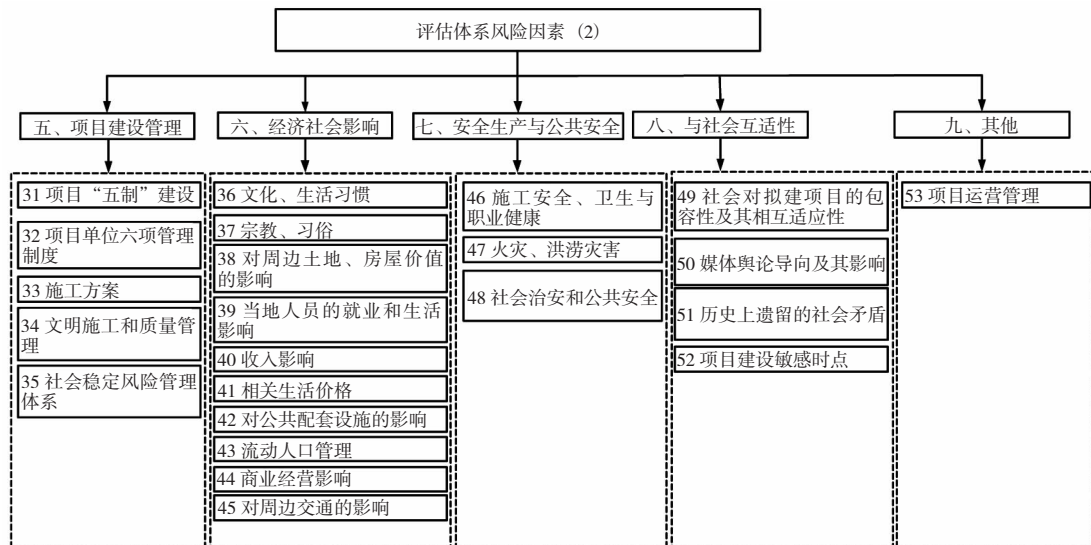 评估体系风险因素 (2)
五、项目建设管理
六、经济社会影响
七、安全生产与公共安全
八、与社会互适性
九、其他
31 项目“五制”建设
32 项目单位六项管理
制度
33 施工方案
34 文明施工和质量管
理
35 社会稳定风险管理
体系
36 文化、生活习惯
37 宗教、习俗
38 对周边土地、房屋价值
的影响
39 当地人员的就业和生活
影响
40 收入影响
41 相关生活价格
42 对公共配套设施的影响
43 流动人口管理
44 商业经营影响
45 对周边交通的影响
46 施工安全、卫生与
职业健康
47 火灾、洪涝灾害
48 社会治安和公共安全
49 社会对拟建项目的包
容性及其相互适应性
50 媒体舆论导向及其影响
51 历史上遗留的社会矛盾
52 项目建设敏感时点
53 项目运营管理